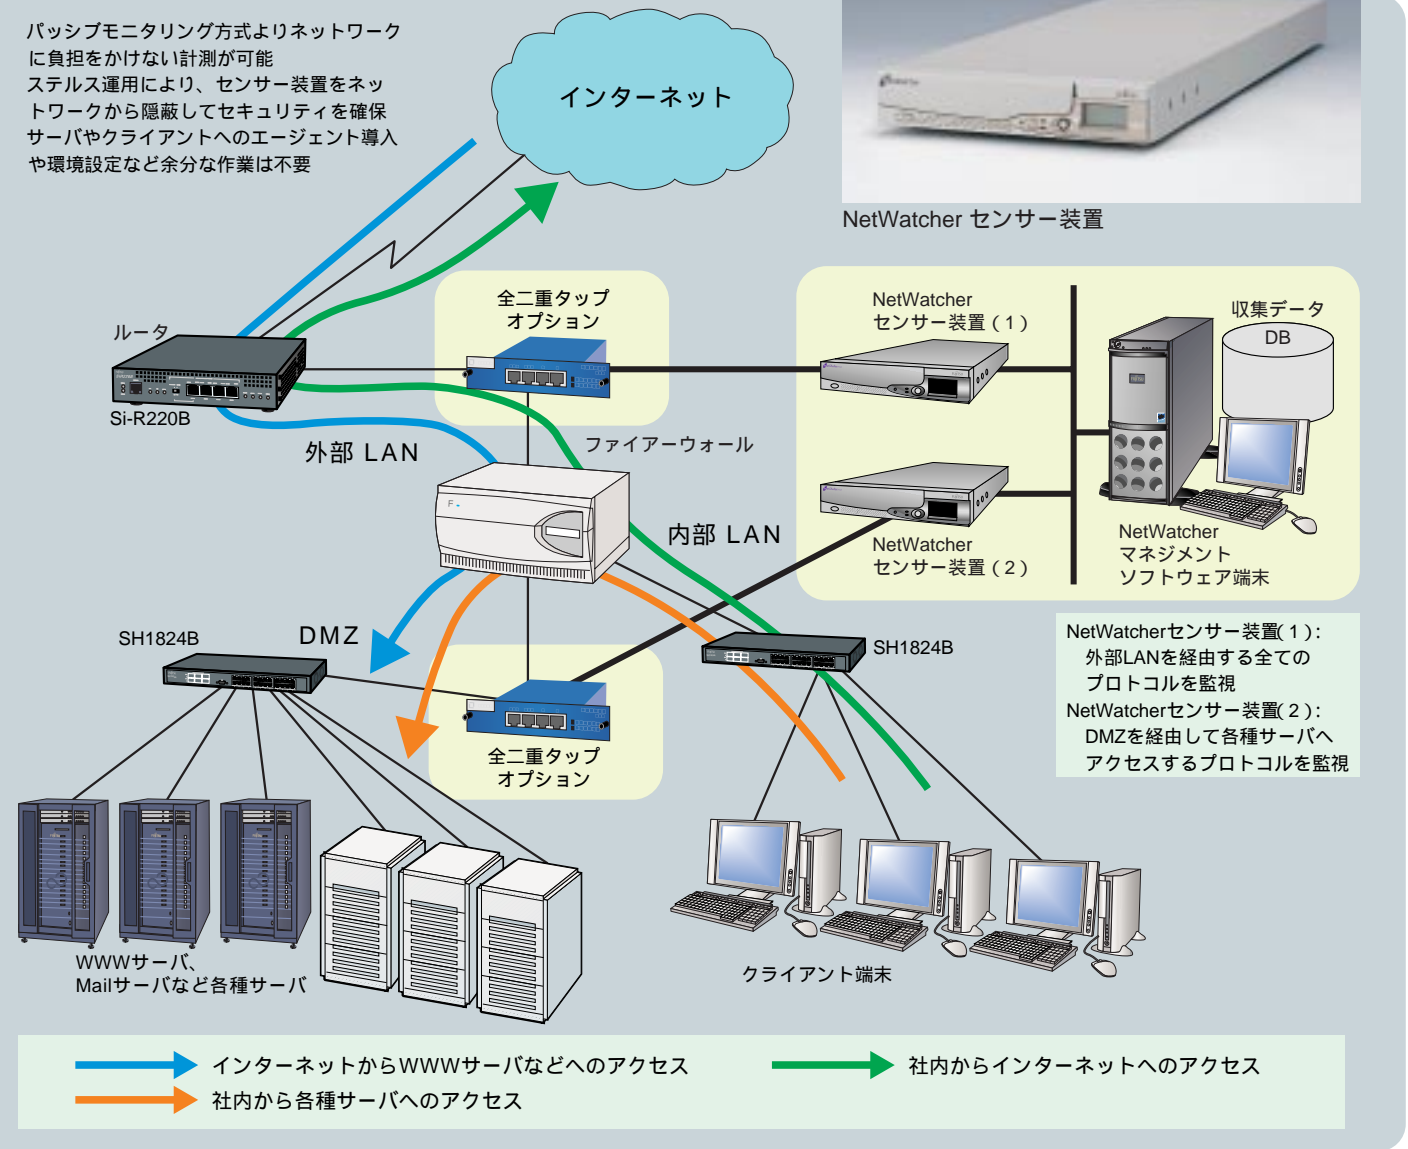 パッシブモニタリング方式よりネットワーク
に負担をかけない計測が可能
ステルス運用により、センサー装置をネッ
トワークから隠蔽してセキュリティを確保
サーバやクライアントへのエージェント導入
や環境設定など余分な作業は不要
インターネット
NetWatcher センサー装置
全二重タップ
オプション
NetWatcher
センサー装置（1）
収集データ
DB
ルータ
Si-R220B
外部 LAN
ファイアーウォール
内部 LAN
NetWatcher
センサー装置（2）
NetWatcher
マネジメント
ソフトウェア端末
SH1824B
DMZ
SH1824B
全二重タップ
オプション
NetWatcherセンサー装置（1）：
外部LANを経由する全ての
プロトコルを監視
NetWatcherセンサー装置（2）：
DMZを経由して各種サーバへ
アクセスするプロトコルを監視
WWWサーバ、
Mailサーバなど各種サーバ
クライアント端末
インターネットからWWWサーバなどへのアクセス
社内からインターネットへのアクセス
社内から各種サーバへのアクセス